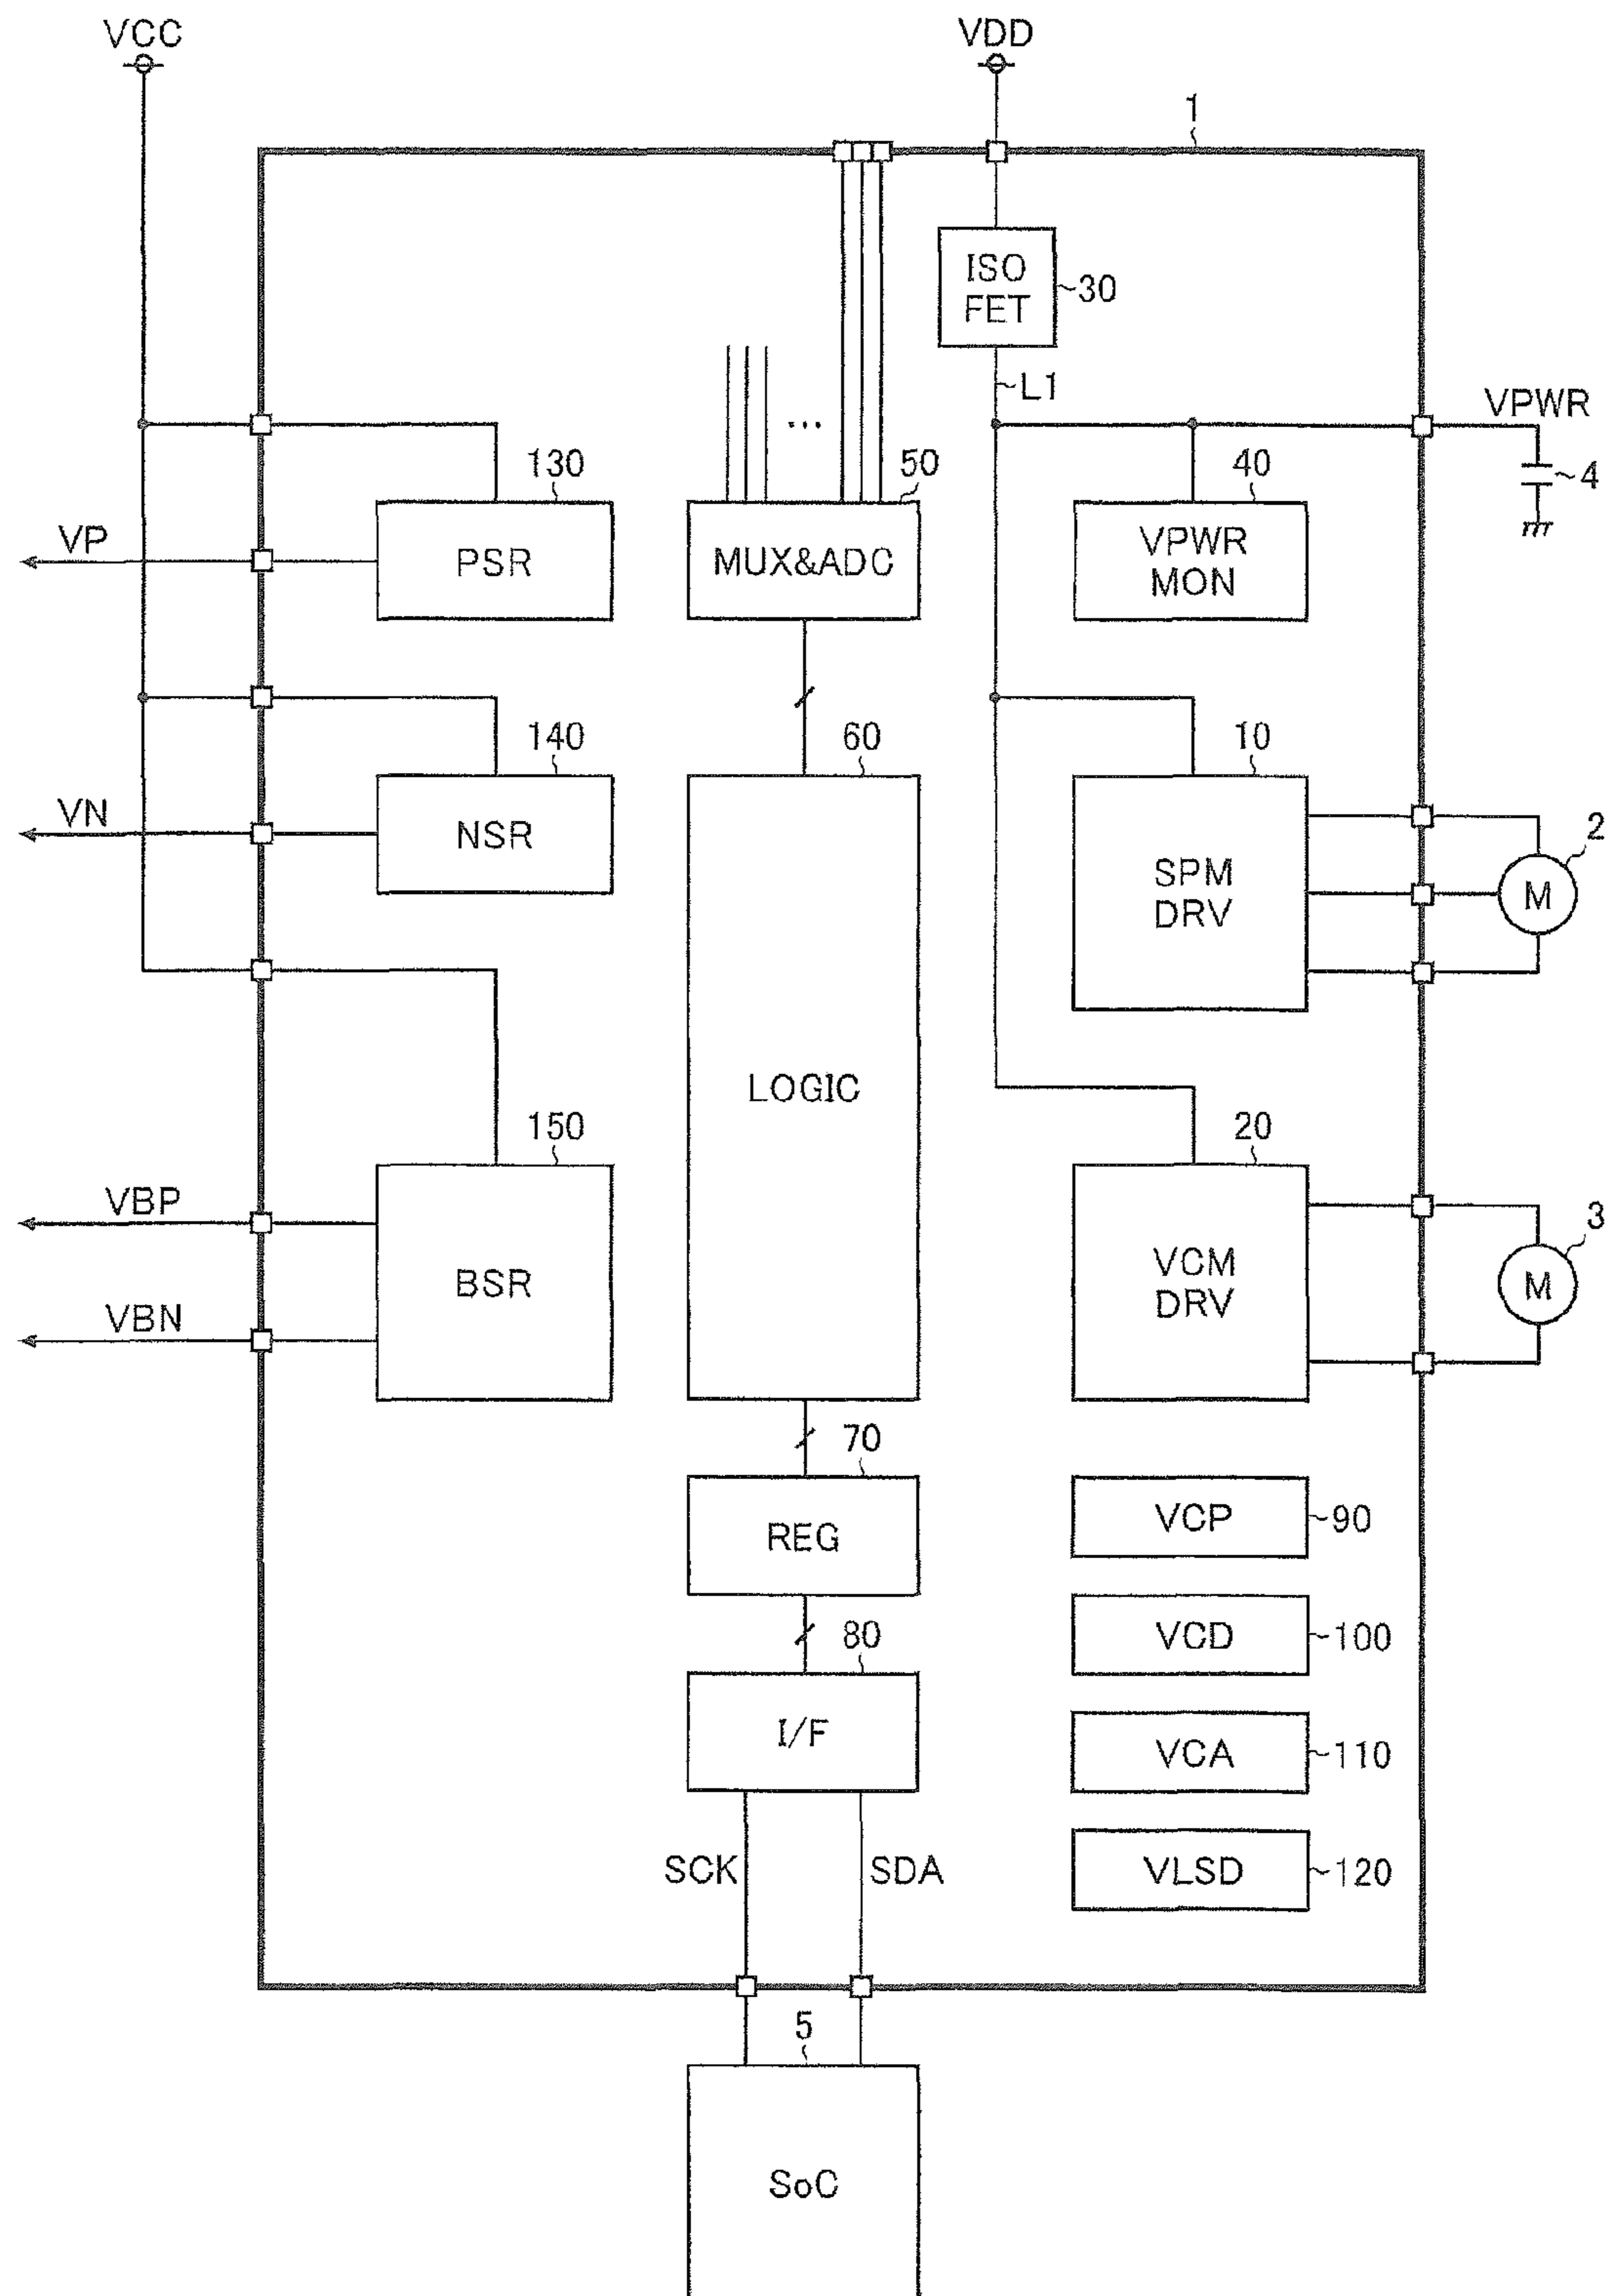 VCC
VDD
1
ISO
FET
30
L1
VPWR
4
130
50
40
...
VP
PSR
MUX&ADC
VPWR
MON
140
60
10
VN
NSR
SPM
DRV
2
M
LOGIC
150
20
VBP
VBN
BSR
VCM
DRV
3
M
70
REG
VCP
90
80
VCD
100
I/F
VCA
110
SCK
SDA
VLSD
120
5
SoC